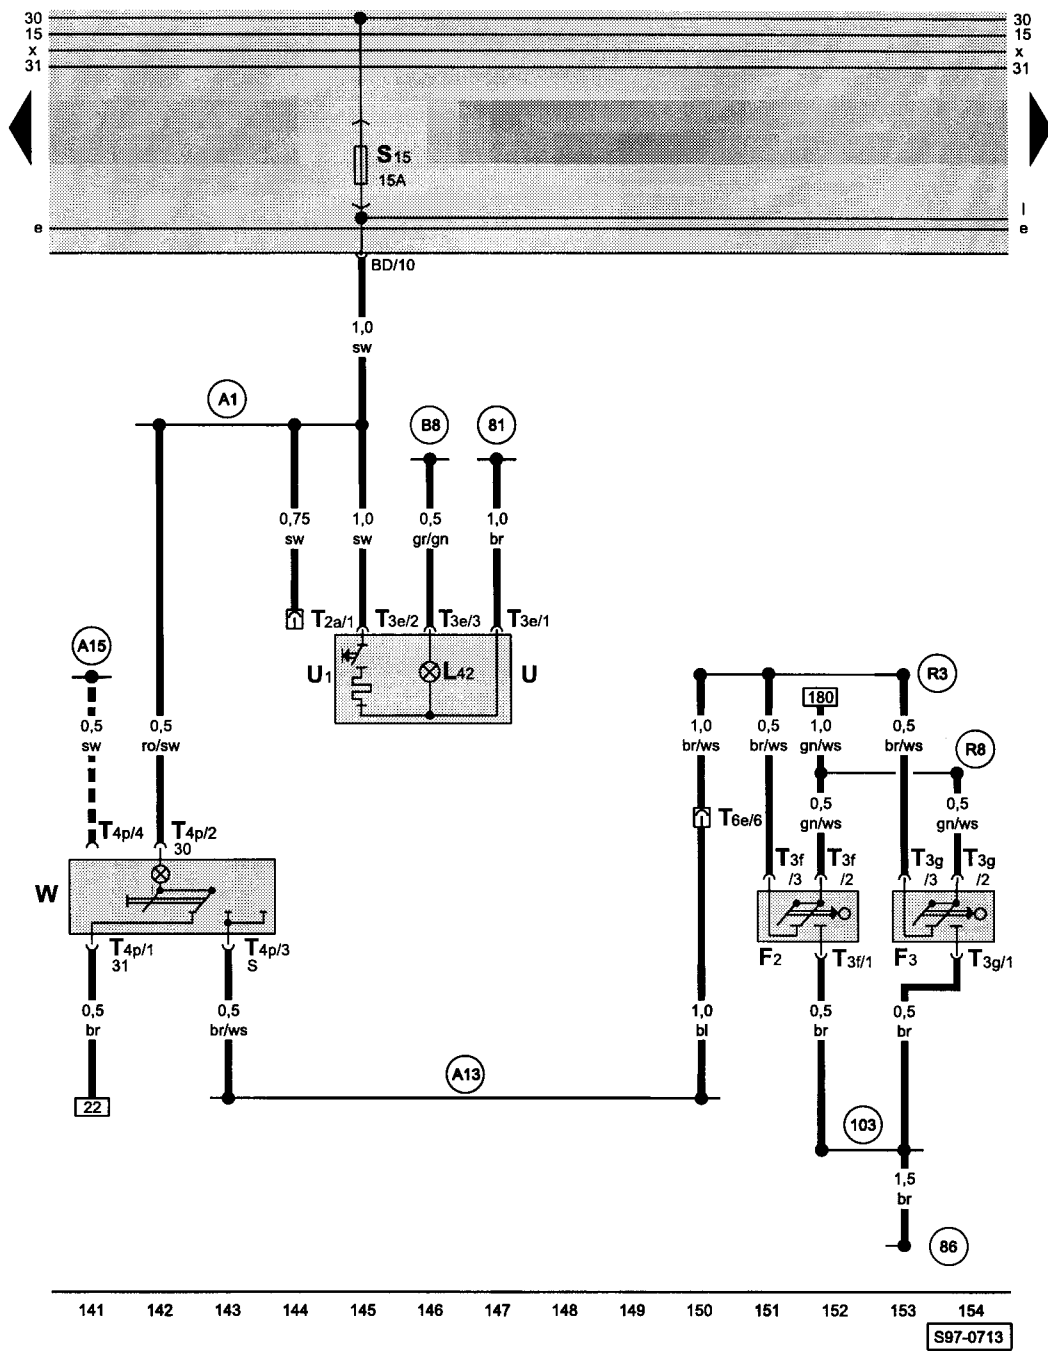 30 30
15 15
x x
31 31
S15
15A
l
e e
BD/10
1,0
sw
A1
B8 81
0,75 1,0 0,5 1,0
sw sw gr/gn br
T2a/1 T3e/2 T3e/3 T3e/1
A15
U1 L42 U
R3
180
0,5 0,5 1,0 0,5 1,0 0,5
sw ro/sw br/ws br/ws gn/ws br/ws
R8
0,5 0,5
gn/ws gn/ws
T6e/6
T4p/4 T4p/2
30
T3f/3 T3f/2 T3g/3 T3g/2
W
T4p/1 T4p/3
31 S
F2 T3f/1 F3 T3g/1
0,5 0,5 1,0 0,5 0,5
br br/ws bl br br
A13
22
103
1,5
br
86
141 142 143 144 145 146 147 148 149 150 151 152 153 154
S97-0713